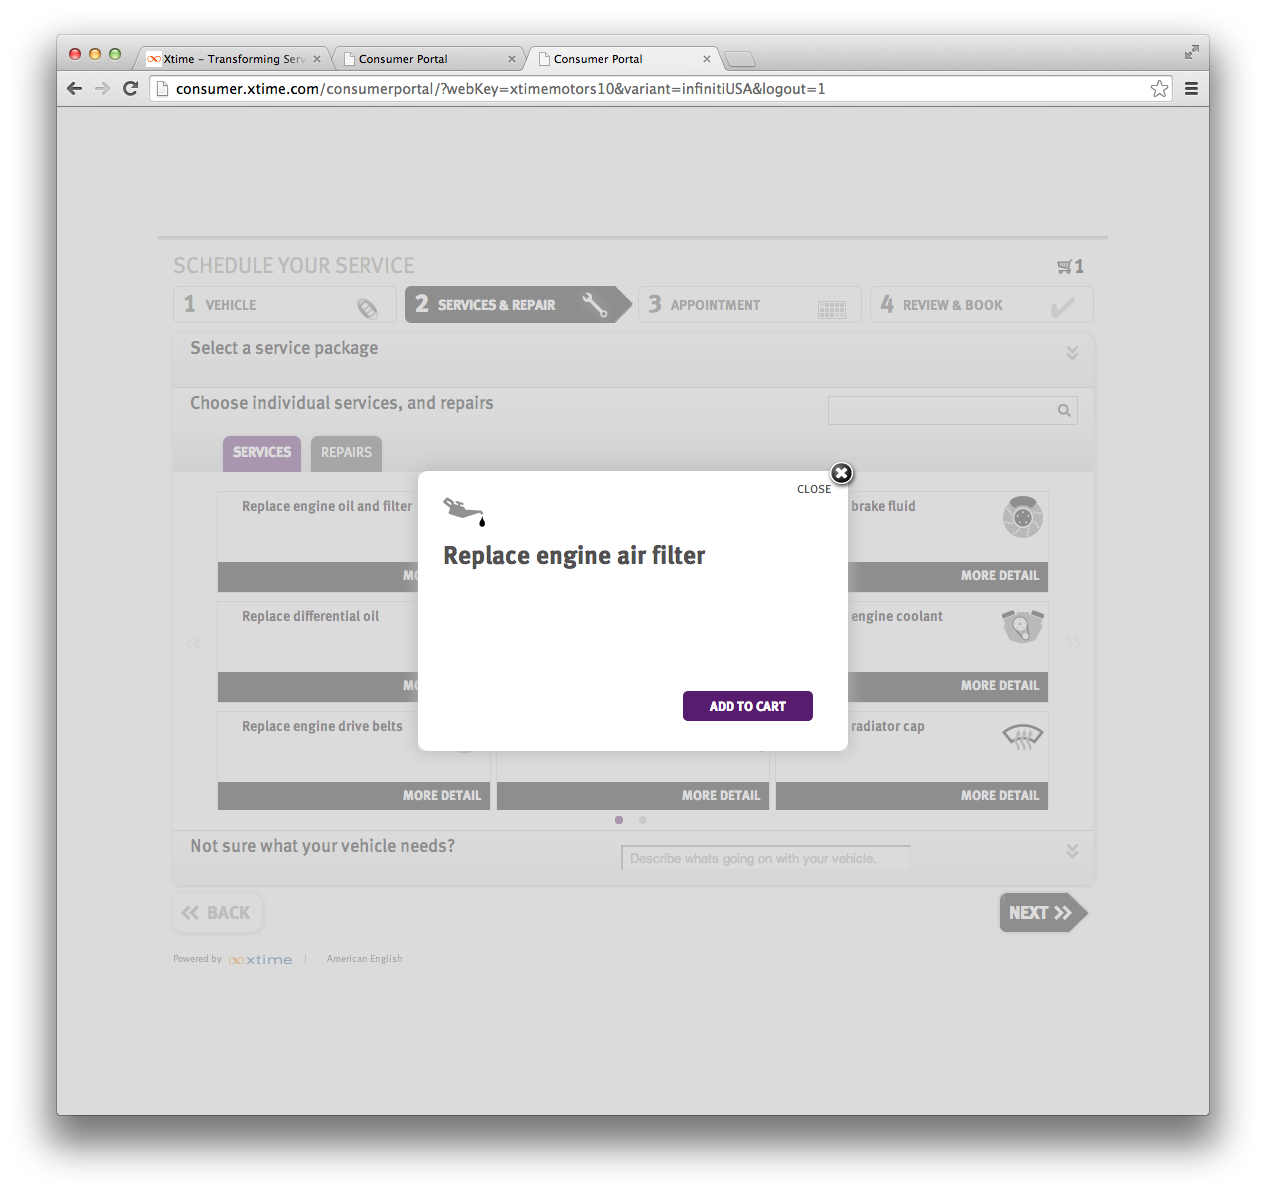 Xtime – Transforming Serv
Consumer Portal
Consumer Portal
consumer.xtime.com/consumerportal/?webKey=xtimemotors10&variant=infinitiUSA&logout=1
SCHEDULE YOUR SERVICE
1
1 VEHICLE
2 SERVICES & REPAIR
3 APPOINTMENT
4 REVIEW & BOOK
Select a service package
Choose individual services, and repairs
SERVICES
REPAIRS
CLOSE
Replace engine air filter
ADD TO CART
Replace engine oil and filter
brake fluid
MORE DETAIL
Replace differential oil
engine coolant
MORE DETAIL
Replace engine drive belts
radiator cap
MORE DETAIL
MORE DETAIL
MORE DETAIL
Not sure what your vehicle needs?
Describe whats going on with your vehicle.
BACK
NEXT
Powered by xtime | American English